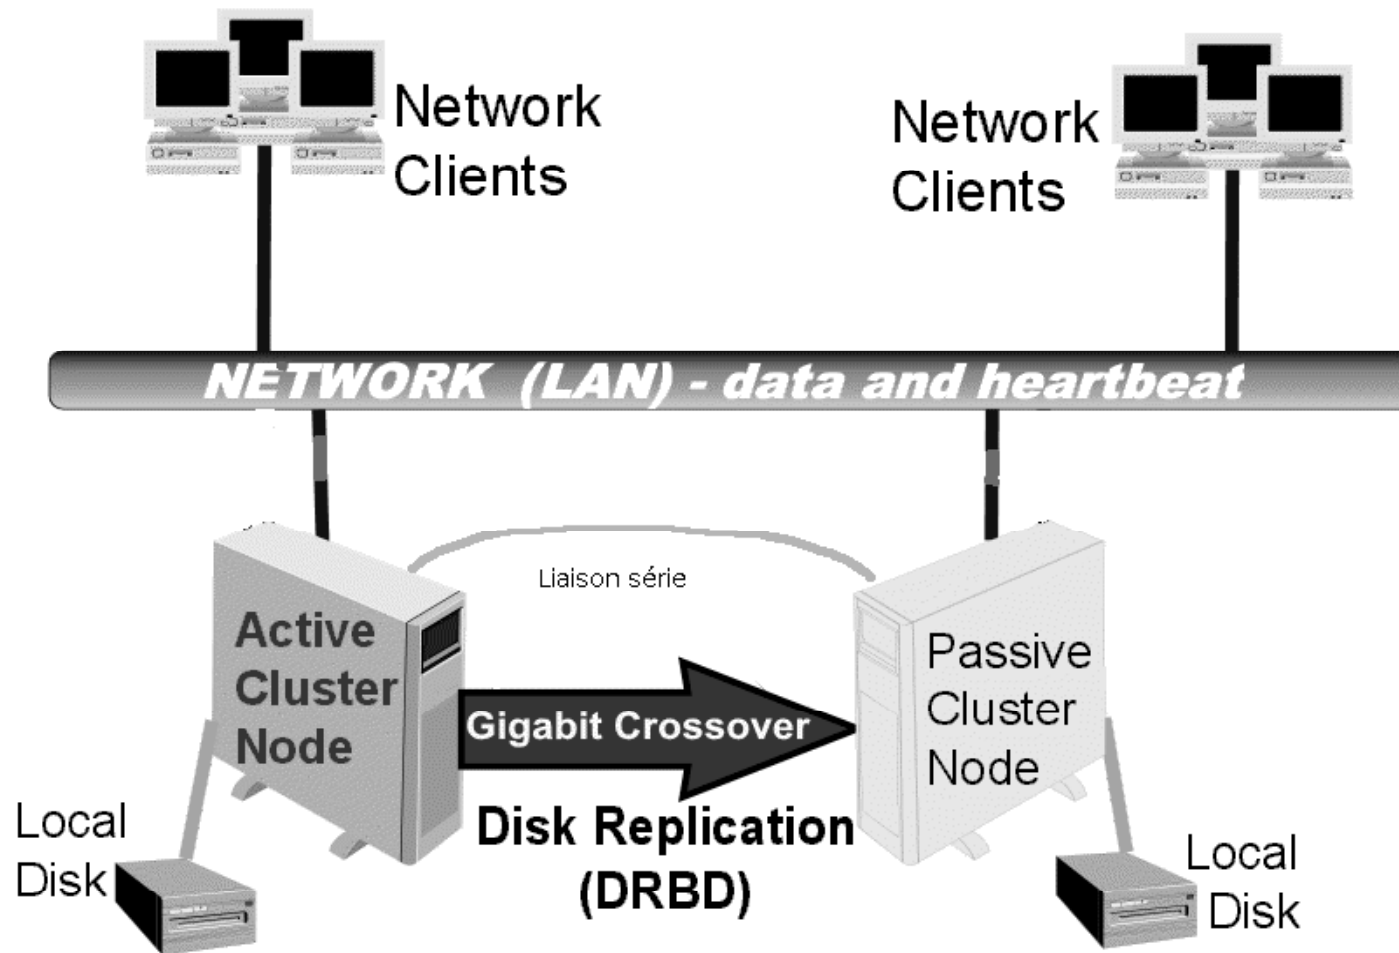 Network
Clients
Network
Clients
NETWORK (LAN) - data and heartbeat
Liaison série
Active
Cluster
Node
Gigabit Crossover
Passive
Cluster
Node
Disk Replication
(DRBD)
Local
Disk
Local
Disk